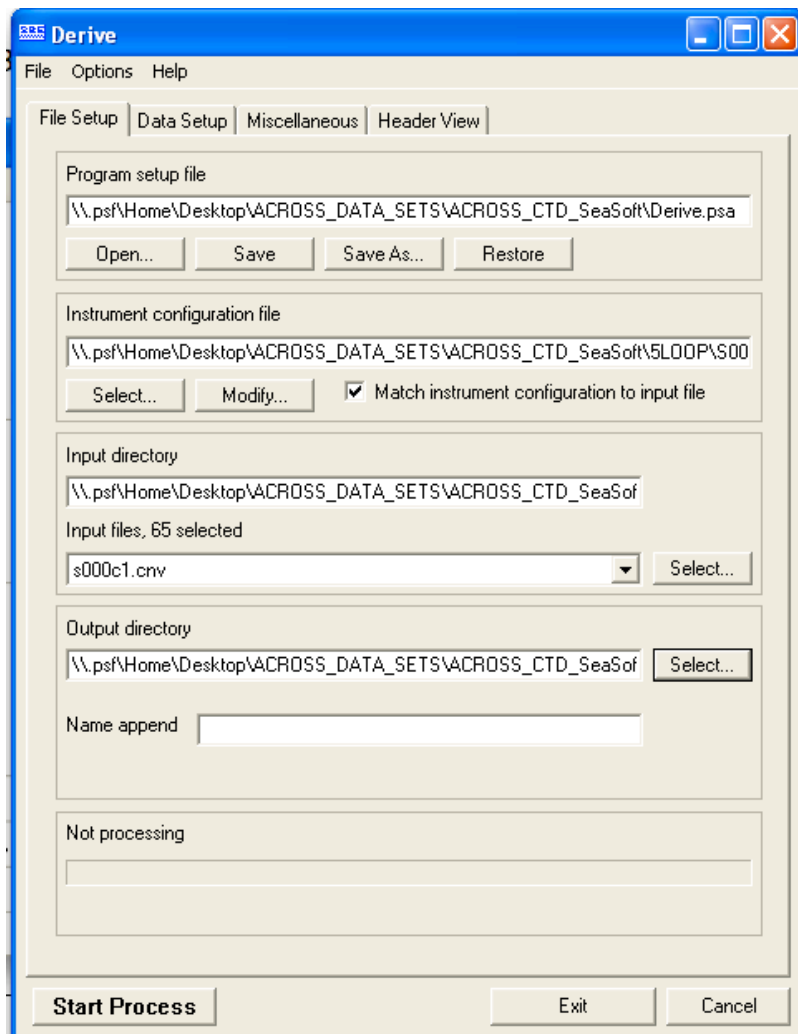 Derive
File Options Help
File Setup Data Setup Miscellaneous Header View
Program setup file
\\.psf\Home\Desktop\ACROSS_DATA_SETS\ACROSS_CTD_SeaSoft\Derive.psa
Open... Save Save As... Restore
Instrument configuration file
\\.psf\Home\Desktop\ACROSS_DATA_SETS\ACROSS_CTD_SeaSoft\5LOOP\S00
Select... Modify... Match instrument configuration to input file
Input directory
\\.psf\Home\Desktop\ACROSS_DATA_SETS\ACROSS_CTD_SeaSof
Input files, 65 selected
s000c1.cnv Select...
Output directory
\\.psf\Home\Desktop\ACROSS_DATA_SETS\ACROSS_CTD_SeaSof Select...
Name append
Not processing
Start Process Exit Cancel